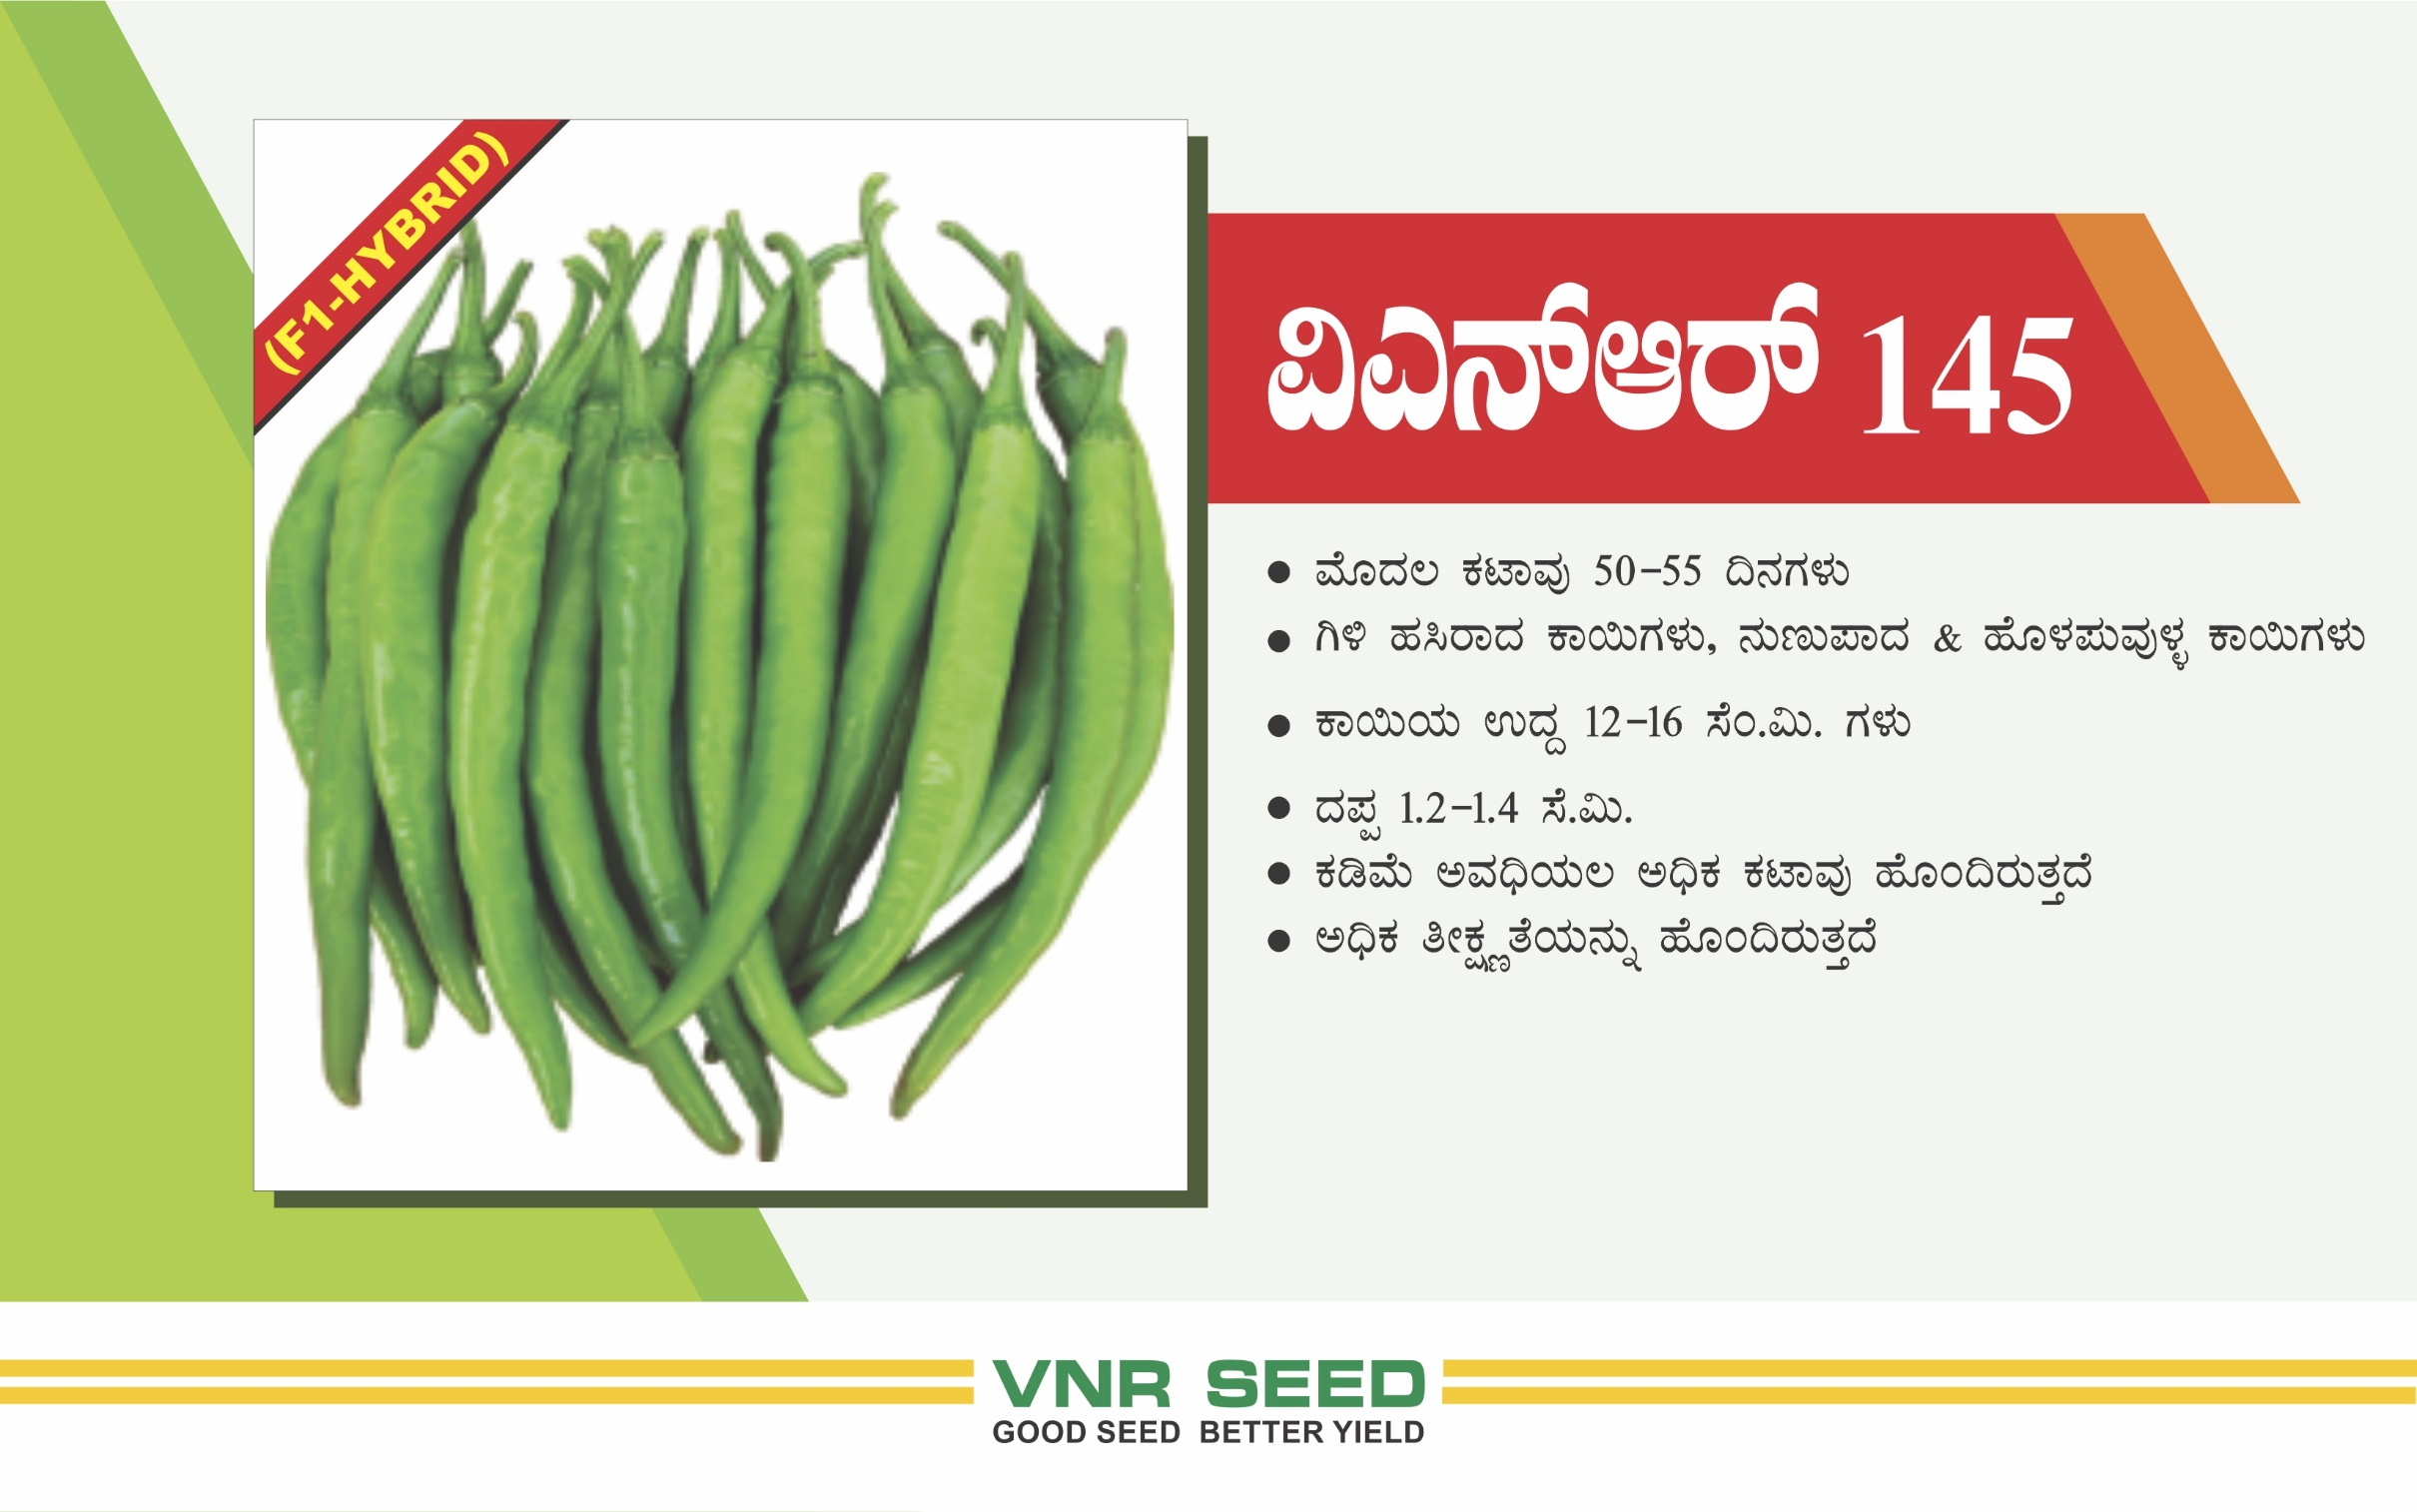 (F1-HYBRID))
ವಿಎನ್ಆರ್ 145
● ಮೊದಲ ಕಟಾವು 50-55 ದಿನಗಳು
● ಗಿಳಿ ಹಸಿರಾದ ಕಾಯಿಗಳು, ನುಣುಪಾದ & ಹೊಳಪುವುಳ್ಳ ಕಾಯಿಗಳು
● ಕಾಯಿಯ ಉದ್ದ 12-16 ಸೆಂ.ಮಿ. ಗಳು
● ದಪ್ಪ 1.2-1.4 ಸೆ.ಮಿ.
● ಕಡಿಮೆ ಅವಧಿಯಲ ಅಧಿಕ ಕಟಾವು ಹೊಂದಿರುತ್ತದೆ
● ಅಧಿಕ ತೀಕ್ಷ್ಣತೆಯನ್ನು ಹೊಂದಿರುತ್ತದೆ
VNR SEED
GOOD SEED BETTER YIELD